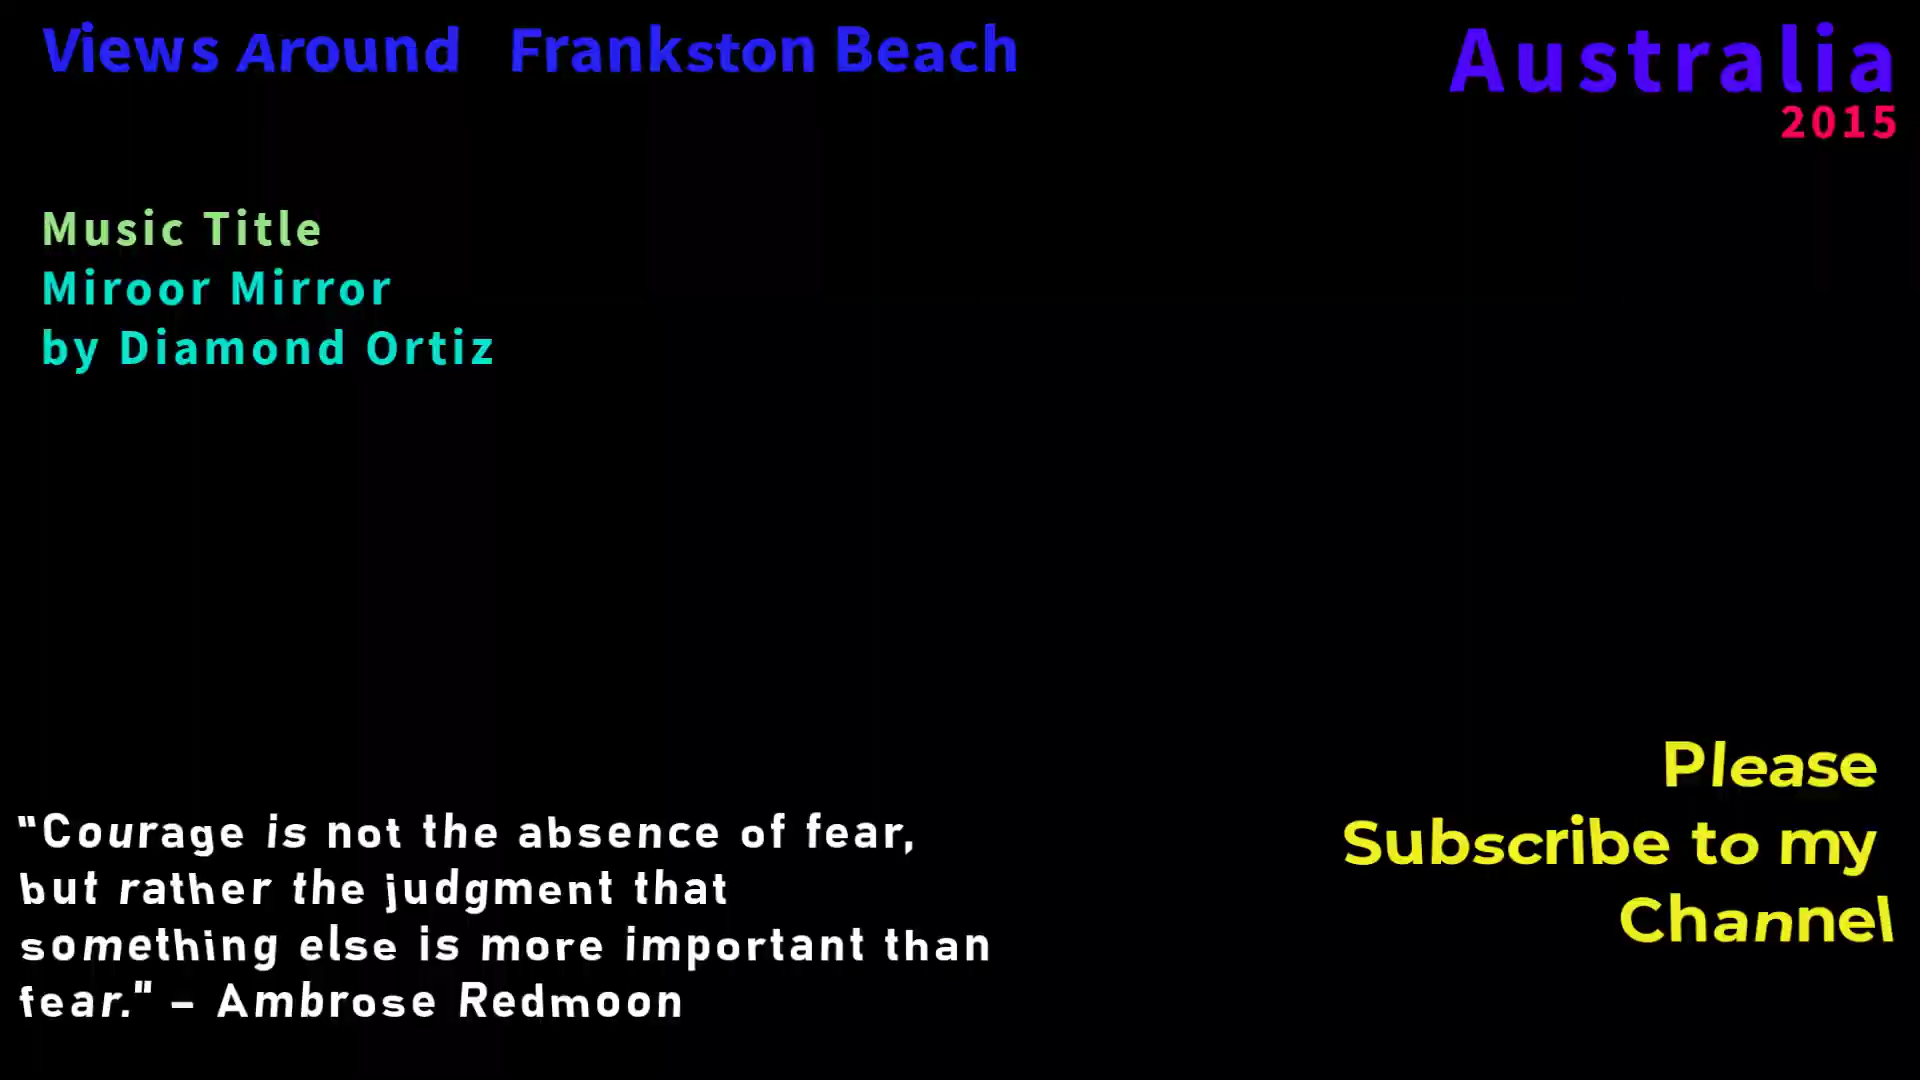 Views Around Frankston Beach
Australia
2015
Music Title
Miroor Mirror
by Diamond Ortiz
"Courage is not the absence of fear,
but rather the judgment that
something else is more important than
fear." – Ambrose Redmoon
Please
Subscribe to my
Channel